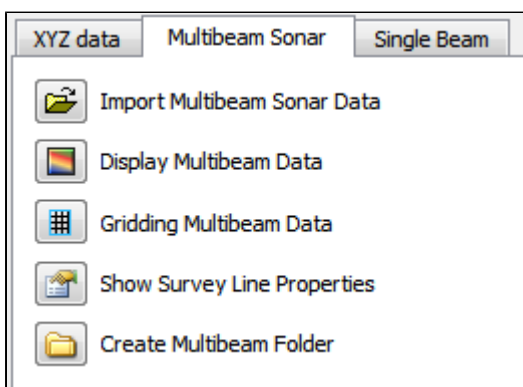 XYZ data Multibeam Sonar Single Beam
Import Multibeam Sonar Data
Display Multibeam Data
Gridding Multibeam Data
Show Survey Line Properties
Create Multibeam Folder